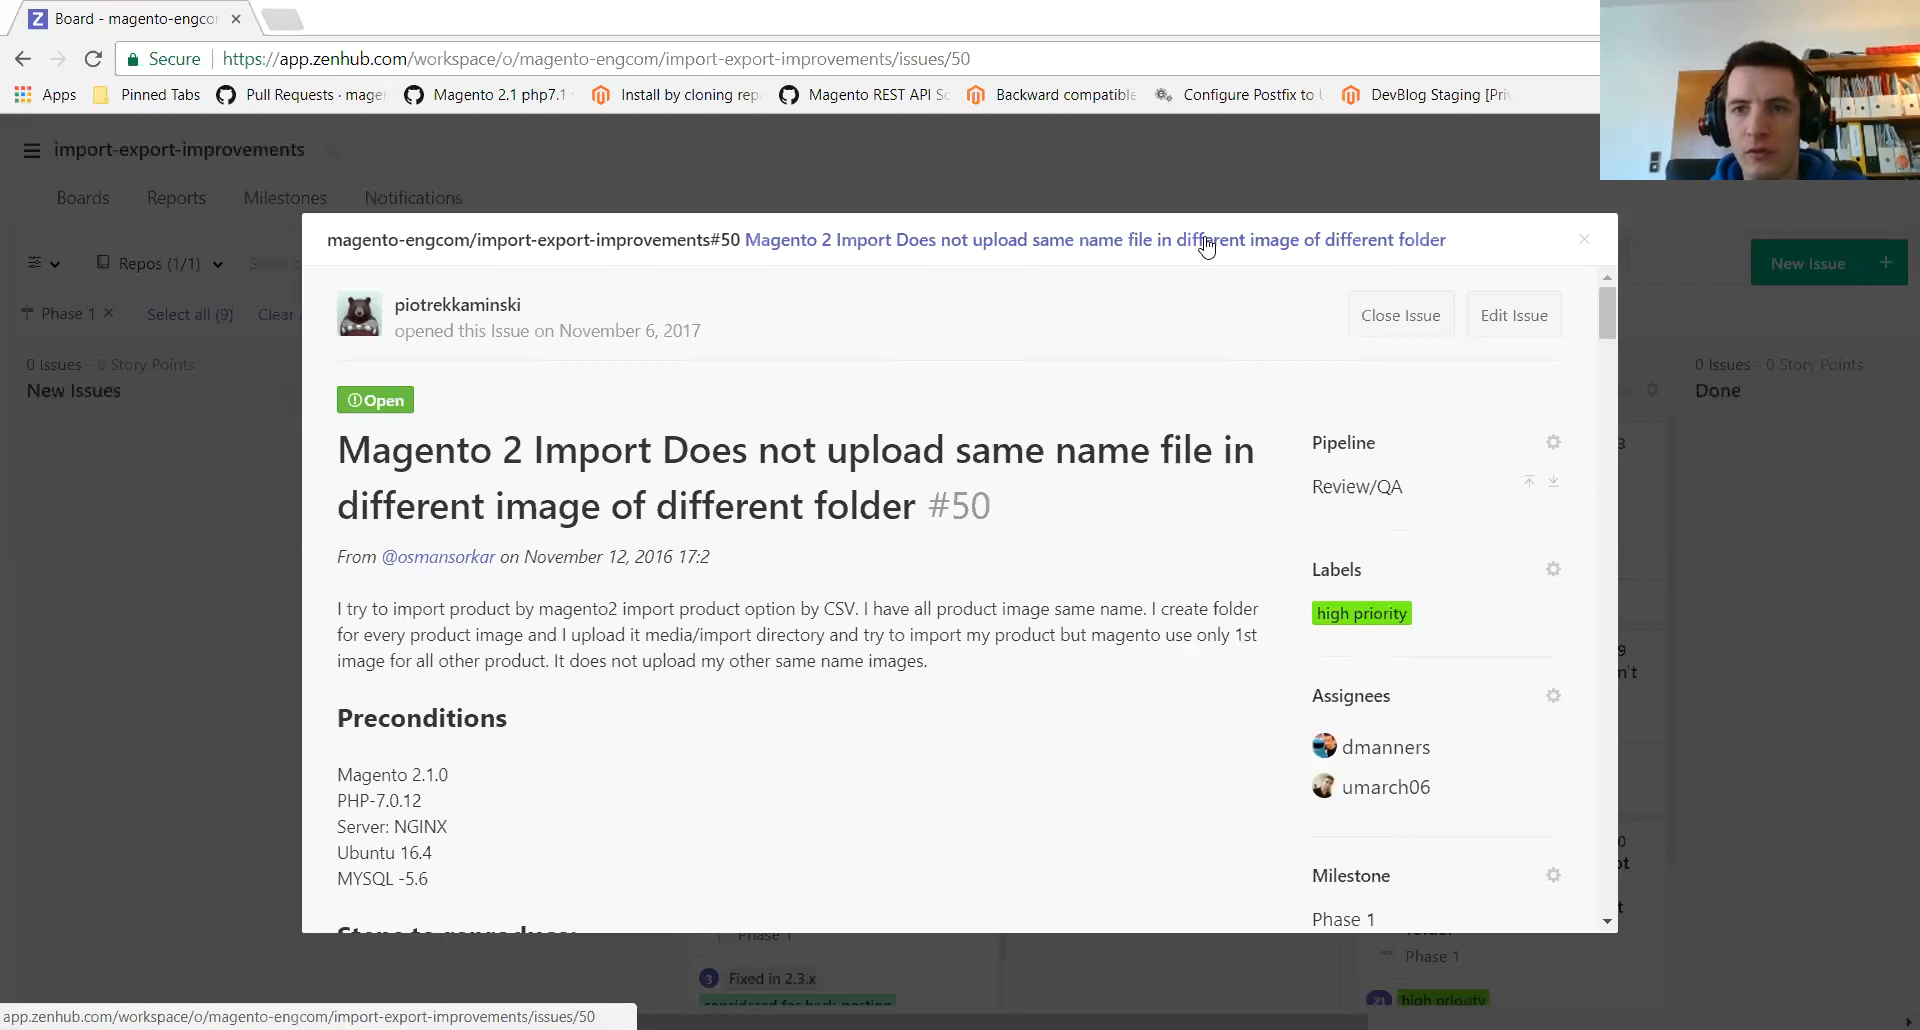 Board - magento-engcor
Secure https://app.zenhub.com/workspace/o/magento-engcom/import-export-improvements/issues/50
Apps Pinned Tabs Pull Requests · mage Magento 2.1 php7.1 Install by cloning rep Magento REST API Sc Backward compatible Configure Postfix to DevBlog Staging [Pri
import-export-improvements
Boards Reports Milestones Notifications
magento-engcom/import-export-improvements#50 Magento 2 Import Does not upload same name file in different image of different folder
Repos (1/1) Show
New Issue +
piotrekkaminski
opened this Issue on November 6, 2017
Close Issue Edit Issue
Phase 1 Select all (9) Clear
0 Issues - 0 Story Points
New Issues
0 Issues - 0 Story Points
Done
Open
Magento 2 Import Does not upload same name file in
different image of different folder #50
From @osmansorkar on November 12, 2016 17:2
I try to import product by magento2 import product option by CSV. I have all product image same name. I create folder
for every product image and I upload it media/import directory and try to import my product but magento use only 1st
image for all other product. It does not upload my other same name images.
Preconditions
Magento 2.1.0
PHP-7.0.12
Server: NGINX
Ubuntu 16.4
MYSQL -5.6
Steps to reproduce
Pipeline
Review/QA
Labels
high priority
Assignees
dmanners
umarch06
Milestone
Phase 1
Phase 1
3 Fixed in 2.3.x
considered for back-porting
Phase 1
21 high priority
app.zenhub.com/workspace/o/magento-engcom/import-export-improvements/issues/50